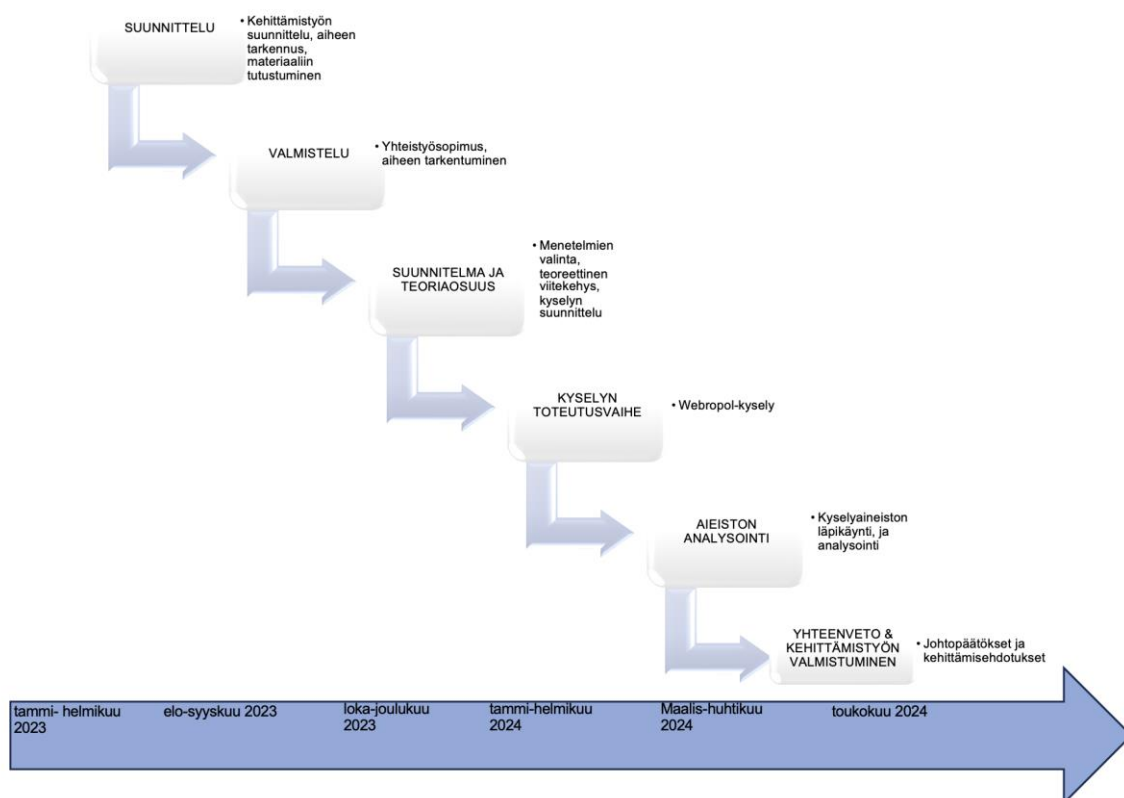 SUUNNITTELU
• Kehittämistyön
suunnittelu, aiheen
tarkennus,
materiaaliin
tutustuminen
VALMISTELU
• Yhteistyösopimus,
aiheen tarkentuminen
SUUNNITELMA JA
TEORIAOSUUS
• Menetelmien
valinta,
teoreettinen
viitekehys,
kyselyn
suunnittelu
KYSELYN
TOTEUTUSVAIHE
• Webropol-kysely
AIEISTON
ANALYSOINTI
• Kyselyaineiston
läpikäynti, ja
analysointi
YHTEENVETO &
KEHITTÄMISTYÖN
VALMISTUMINEN
• Johtopäätökset ja
kehittämisehdotukset
tammi- helmikuu
2023
elo-syyskuu 2023
loka-joulukuu
2023
tammi-helmikuu
2024
Maalis-huhtikuu
2024
toukokuu 2024